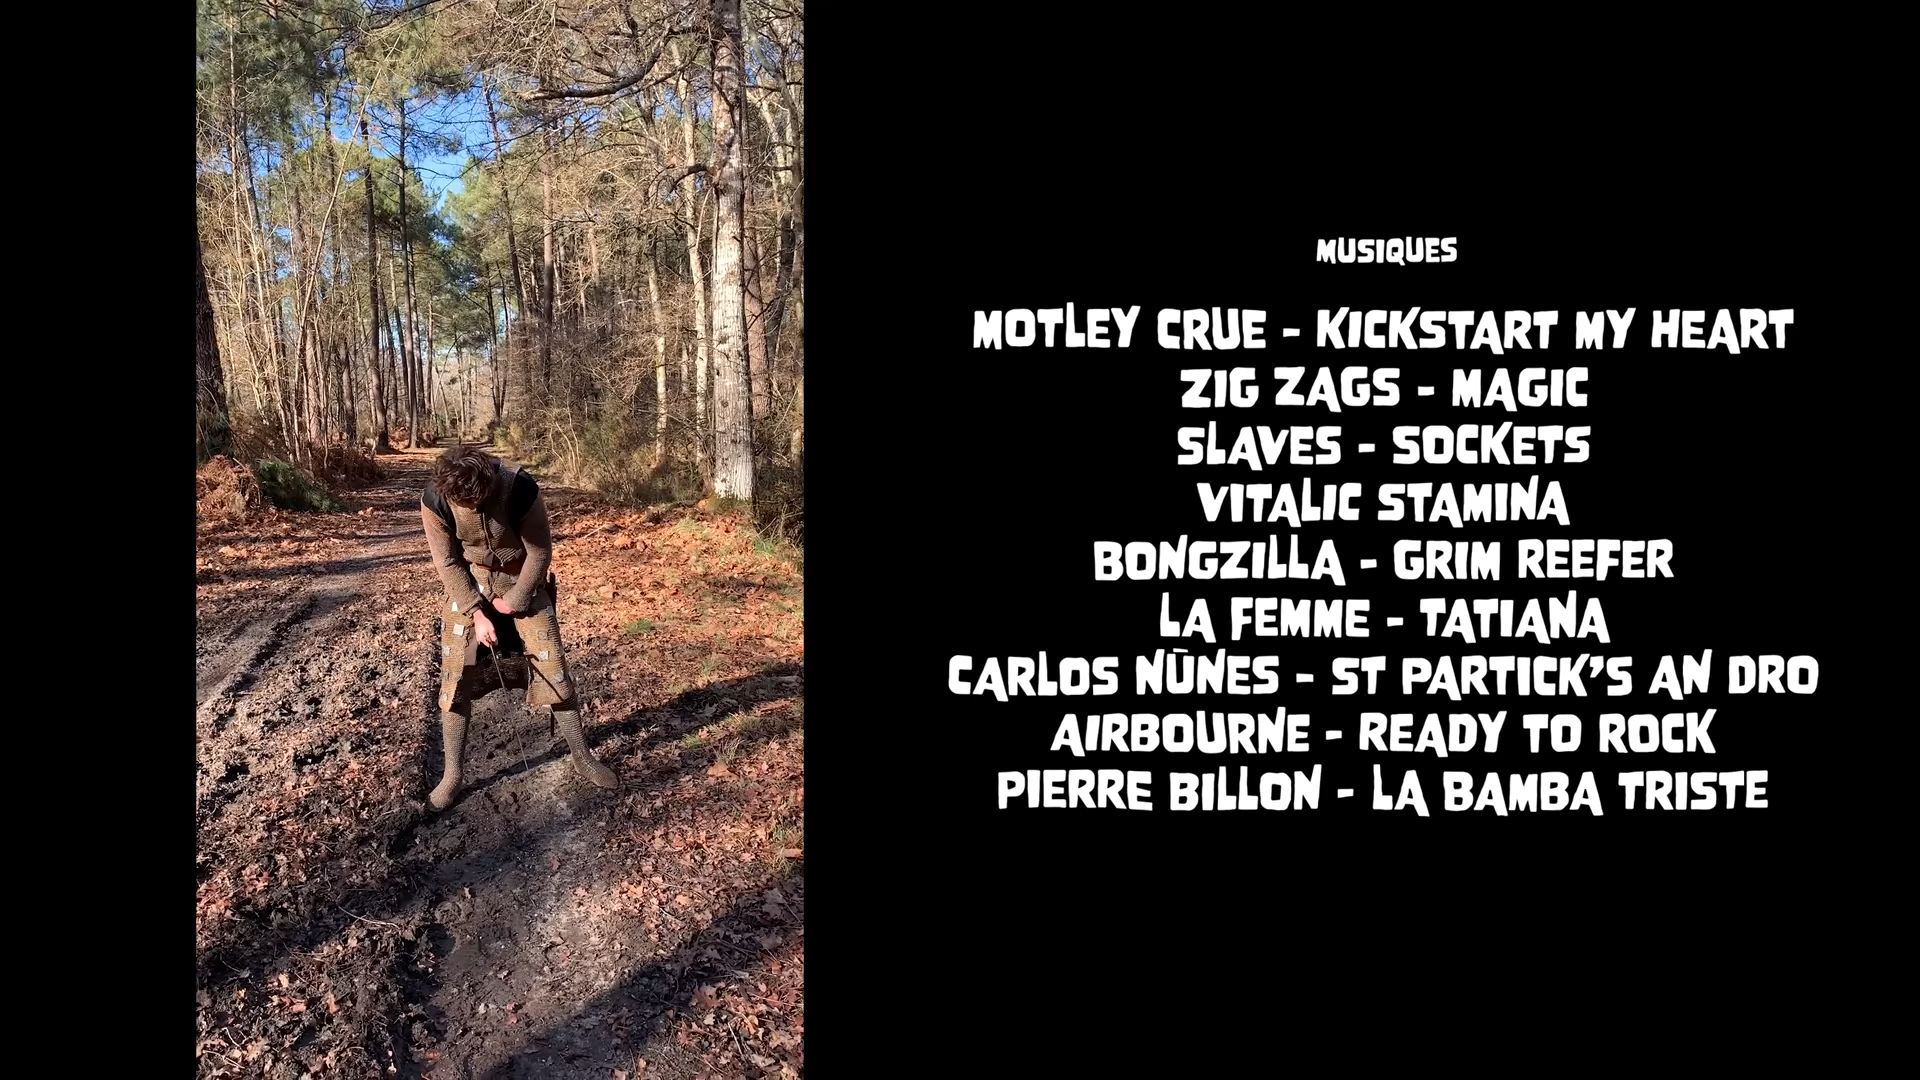 MUSIQUES
MOTLEY CRUE - KICKSTART MY HEART
ZIG ZAGS - MAGIC
SLAVES - SOCKETS
VITALIC STAMINA
BONGZILLA - GRIM REEFER
LA FEMME - TATIANA
CARLOS NŪNES - ST PARTICK'S AN DRO
AIRBOURNE - READY TO ROCK
PIERRE BILLON - LA BAMBA TRISTE